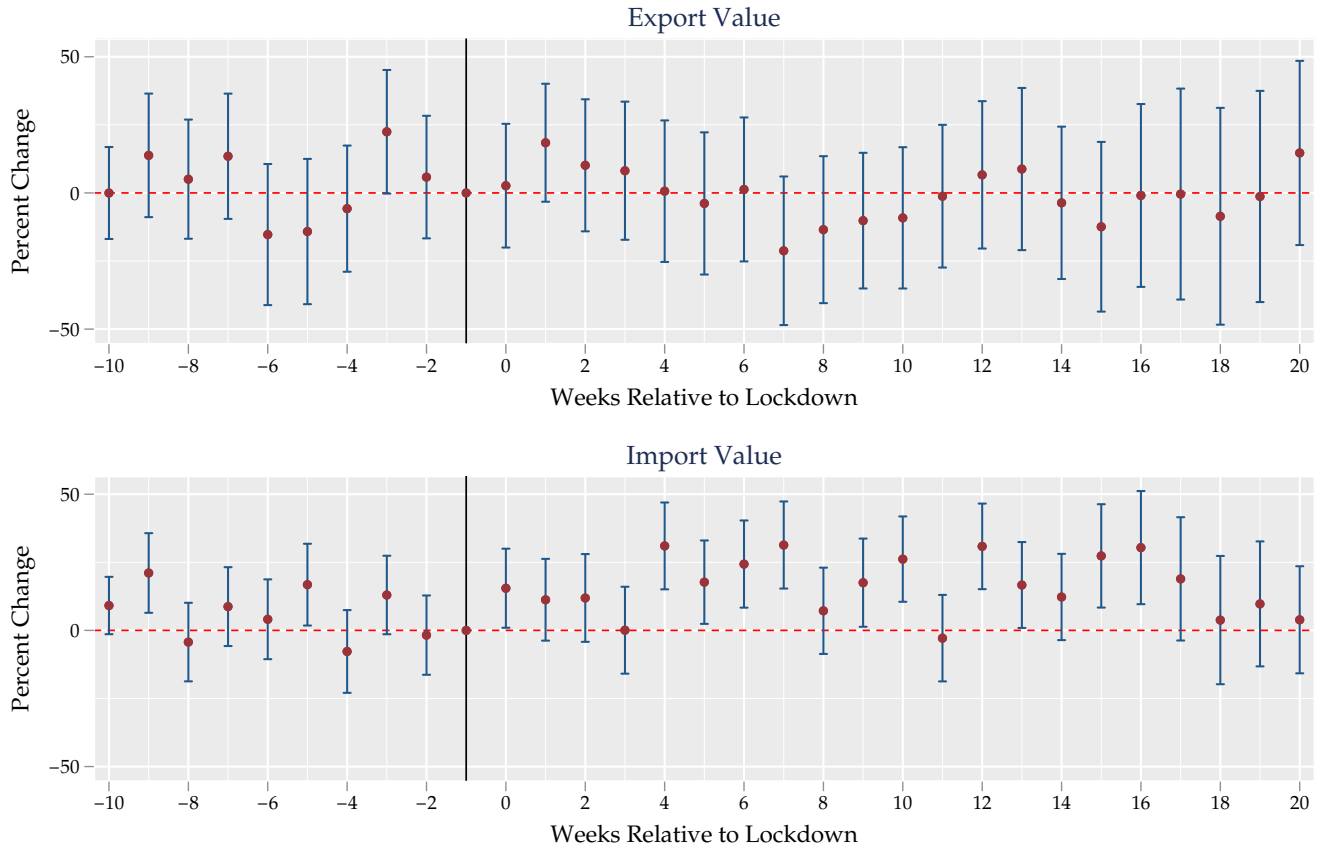 Export Value
Percent Change
50
0
−50
−10 −8 −6 −4 −2 0 2 4 6 8 10 12 14 16 18 20
Weeks Relative to Lockdown
Import Value
Percent Change
50
0
−50
−10 −8 −6 −4 −2 0 2 4 6 8 10 12 14 16 18 20
Weeks Relative to Lockdown